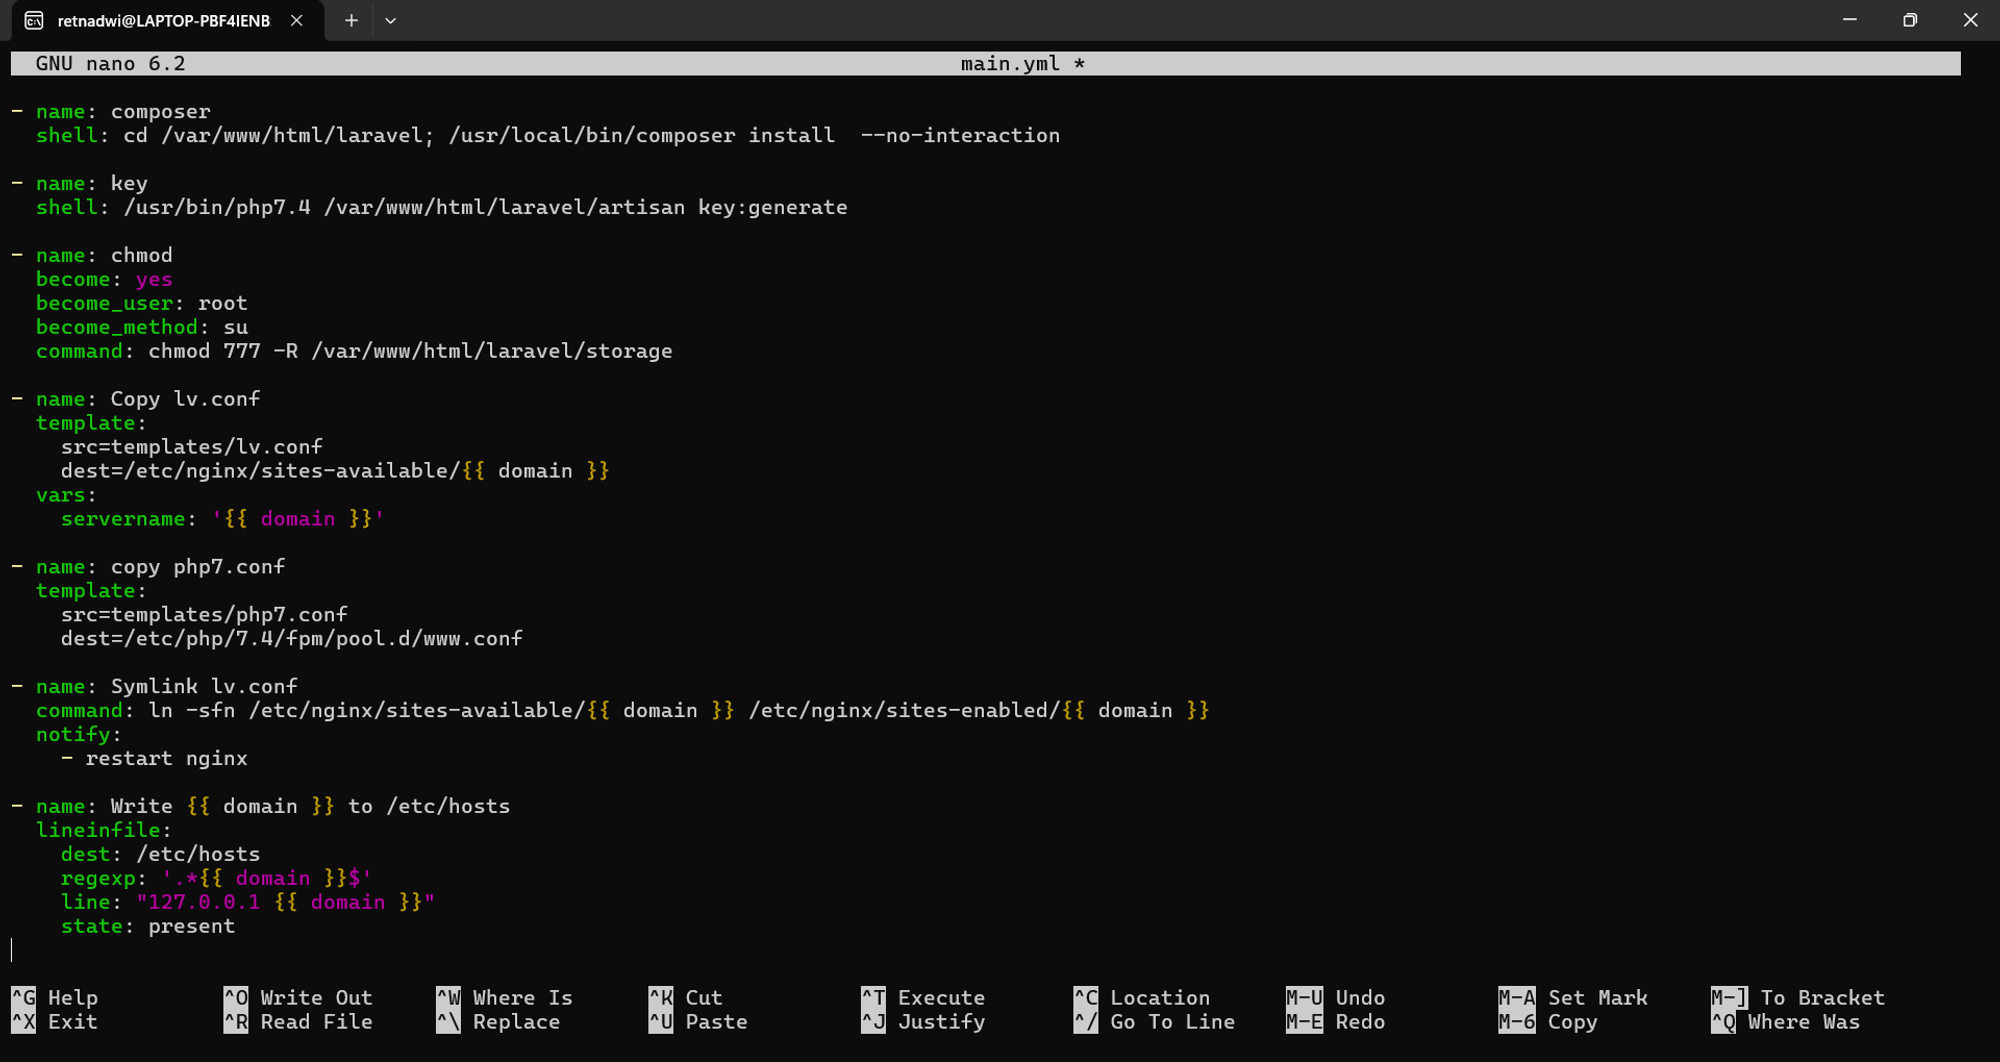 retnadwi@LAPTOP-PBF4IENB
GNU nano 6.2 main.yml *
- name: composer
  shell: cd /var/www/html/laravel; /usr/local/bin/composer install  --no-interaction
- name: key
  shell: /usr/bin/php7.4 /var/www/html/laravel/artisan key:generate
- name: chmod
  become: yes
  become_user: root
  become_method: su
  command: chmod 777 -R /var/www/html/laravel/storage
- name: Copy lv.conf
  template:
    src=templates/lv.conf
    dest=/etc/nginx/sites-available/{{ domain }}
  vars:
    servername: '{{ domain }}'
- name: copy php7.conf
  template:
    src=templates/php7.conf
    dest=/etc/php/7.4/fpm/pool.d/www.conf
- name: Symlink lv.conf
  command: ln -sfn /etc/nginx/sites-available/{{ domain }} /etc/nginx/sites-enabled/{{ domain }}
  notify:
    - restart nginx
- name: Write {{ domain }} to /etc/hosts
  lineinfile:
    dest: /etc/hosts
    regexp: '.*{{ domain }}$'
    line: "127.0.0.1 {{ domain }}"
    state: present
^G Help ^O Write Out ^W Where Is ^K Cut ^T Execute ^C Location M-U Undo M-A Set Mark M-] To Bracket
^X Exit ^R Read File ^\ Replace ^U Paste ^J Justify ^/ Go To Line M-E Redo M-6 Copy ^Q Where Was